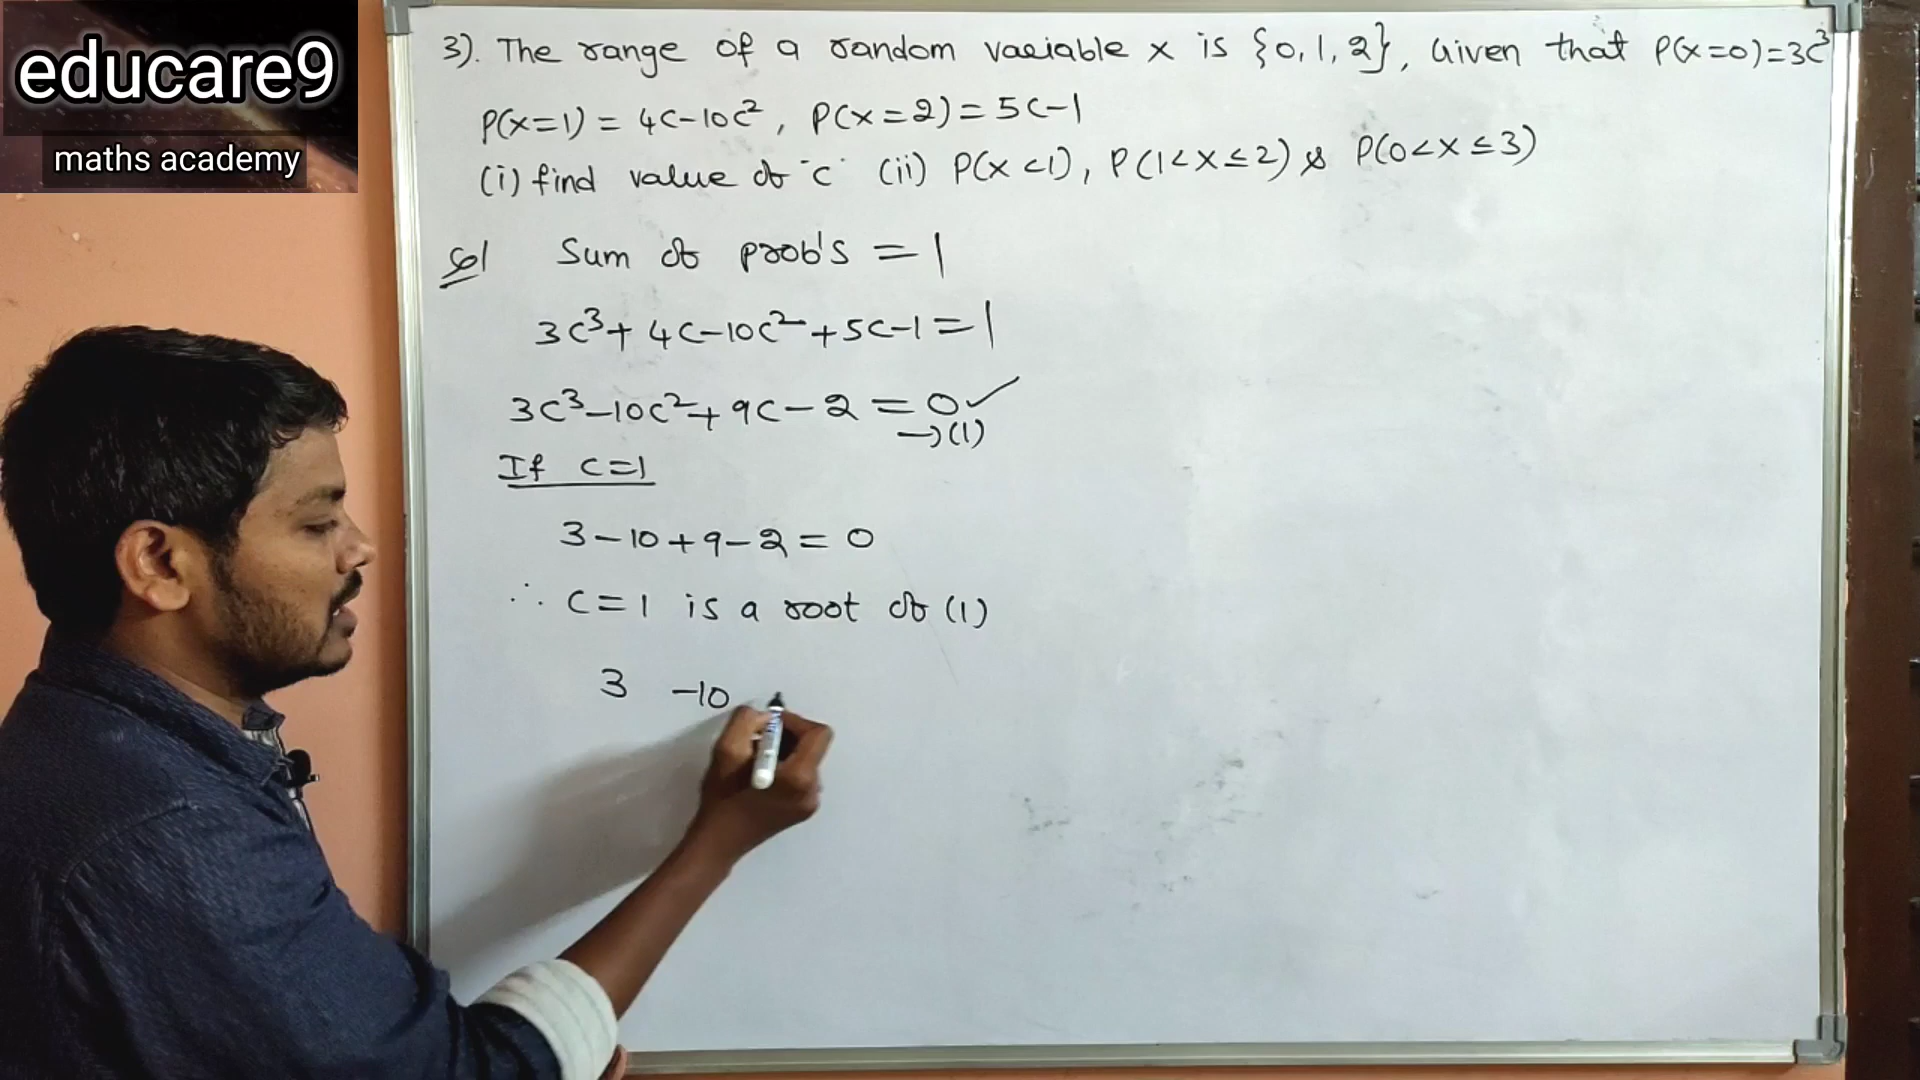 educare9
maths academy
3). The range of a random variable x is {0, 1, 2}, Given that P(x=0)=3c³
P(x=1) = 4c-10c², P(x=2)=5c-1
(i) find value of 'c' (ii) P(x<1), P(1<x≤2) & P(0<x≤3)
Sol Sum of prob's = 1
3c³+4c-10c²+5c-1=1
3c³-10c²+9c-2=0✓
→(1)
If c=1
3-10+9-2=0
∴ c=1 is a root of (1)
3 -10